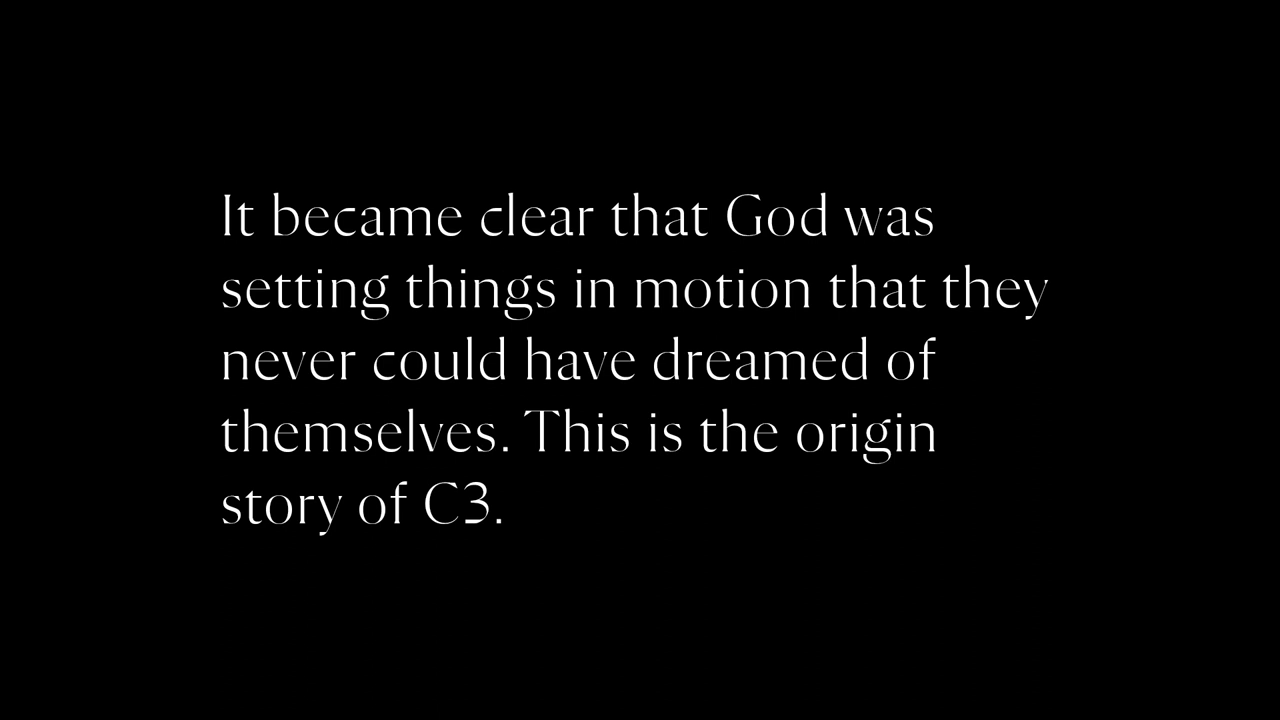 It became clear that God was
setting things in motion that they
never could have dreamed of
themselves. This is the origin
story of C3.